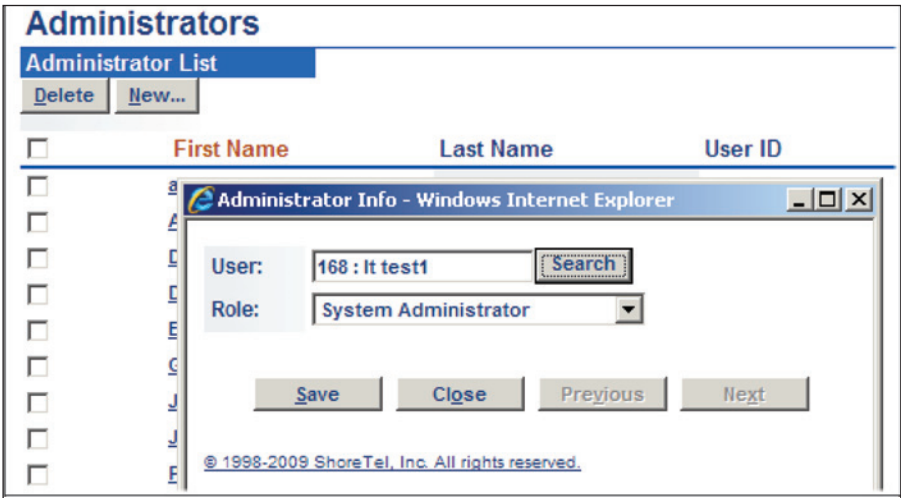 Administrators
Administrator List
Delete New...
First Name Last Name User ID
a
A
D
D
E
G
J
J
Administrator Info - Windows Internet Explorer
User: 168 : It test1 Search
Role: System Administrator
Save Close Previous Next
© 1998-2009 ShoreTel, Inc. All rights reserved.